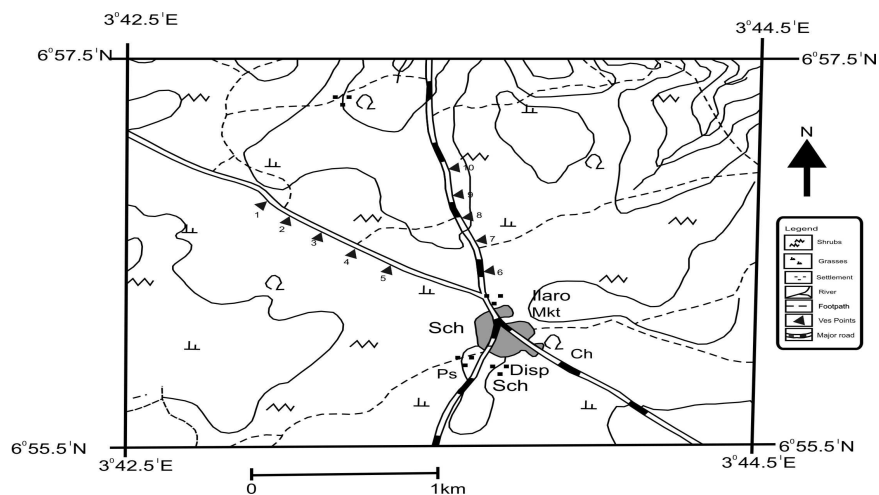 3°42.5'E
3°44.5'E
6°57.5'N
6°57.5'N
N
10
9
1
8
2
3
7
4
5
6
Legend
Shrubs
Grasses
Settlement
River
Footpath
Ves Points
Major road
Ilaro
Mkt
Sch
Ch
Ps
Disp
Sch
6°55.5'N
6°55.5'N
3°42.5'E
3°44.5'E
0
1km